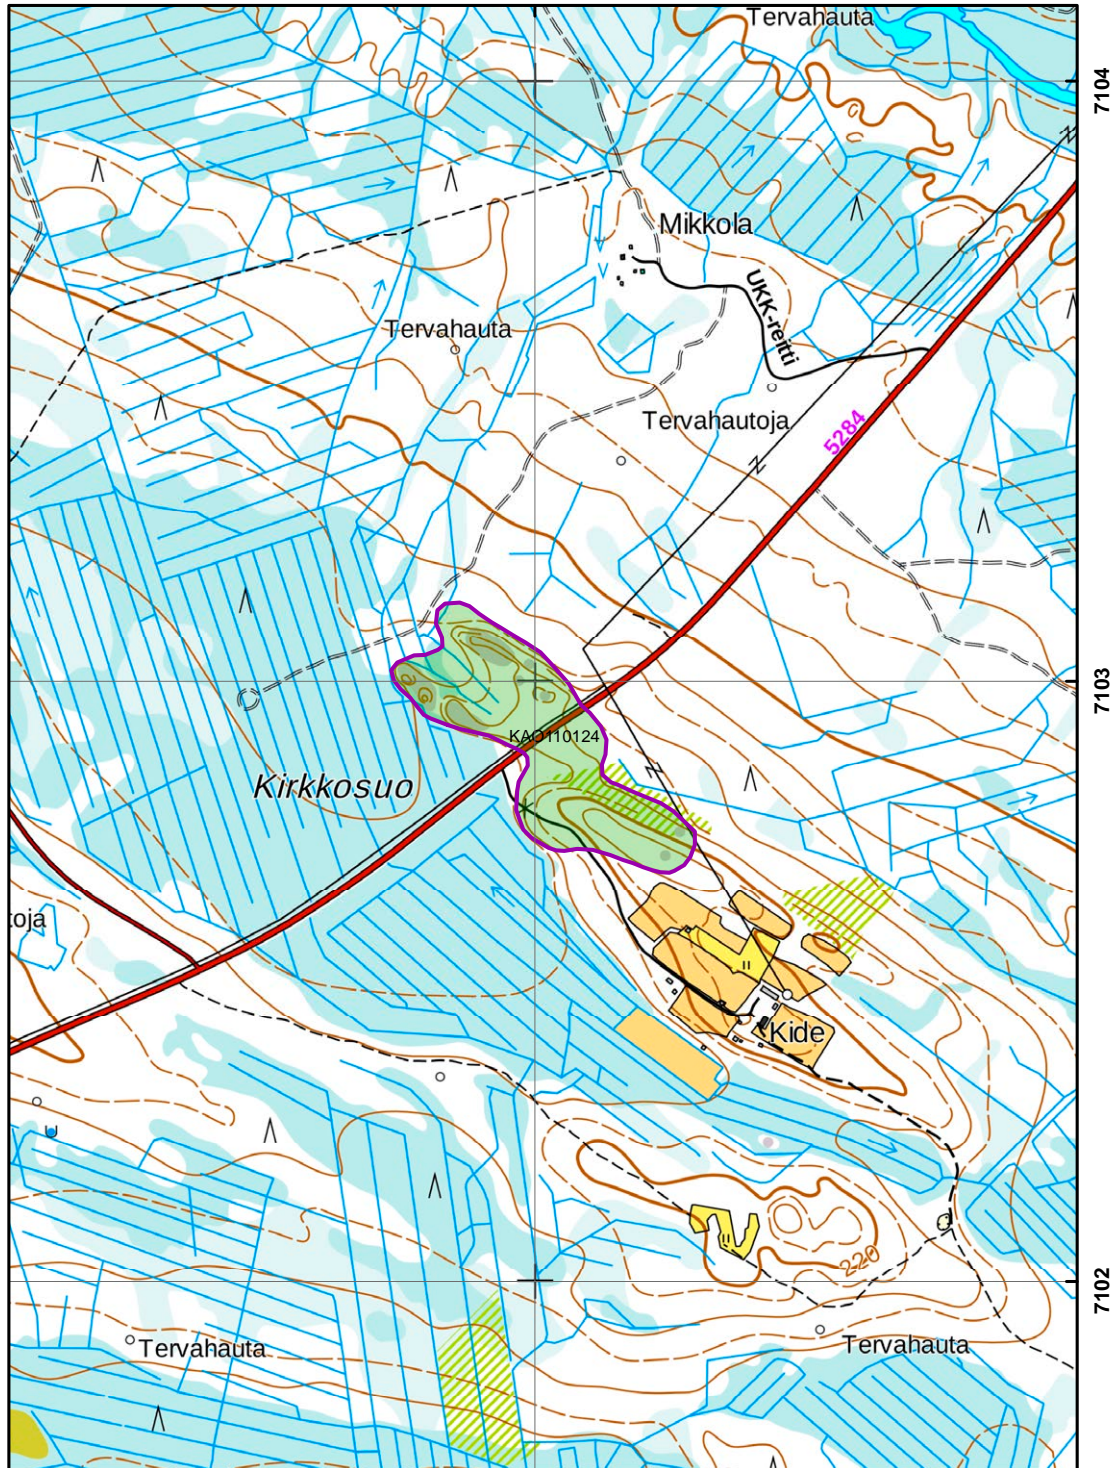 Tervahauta
7104
Mikkola
UKK-reitti
Tervahauta
Tervahautoja
5284
7103
KAO110124
Kirkkosuo
toja
Kide
220
7102
Tervahauta
Tervahauta